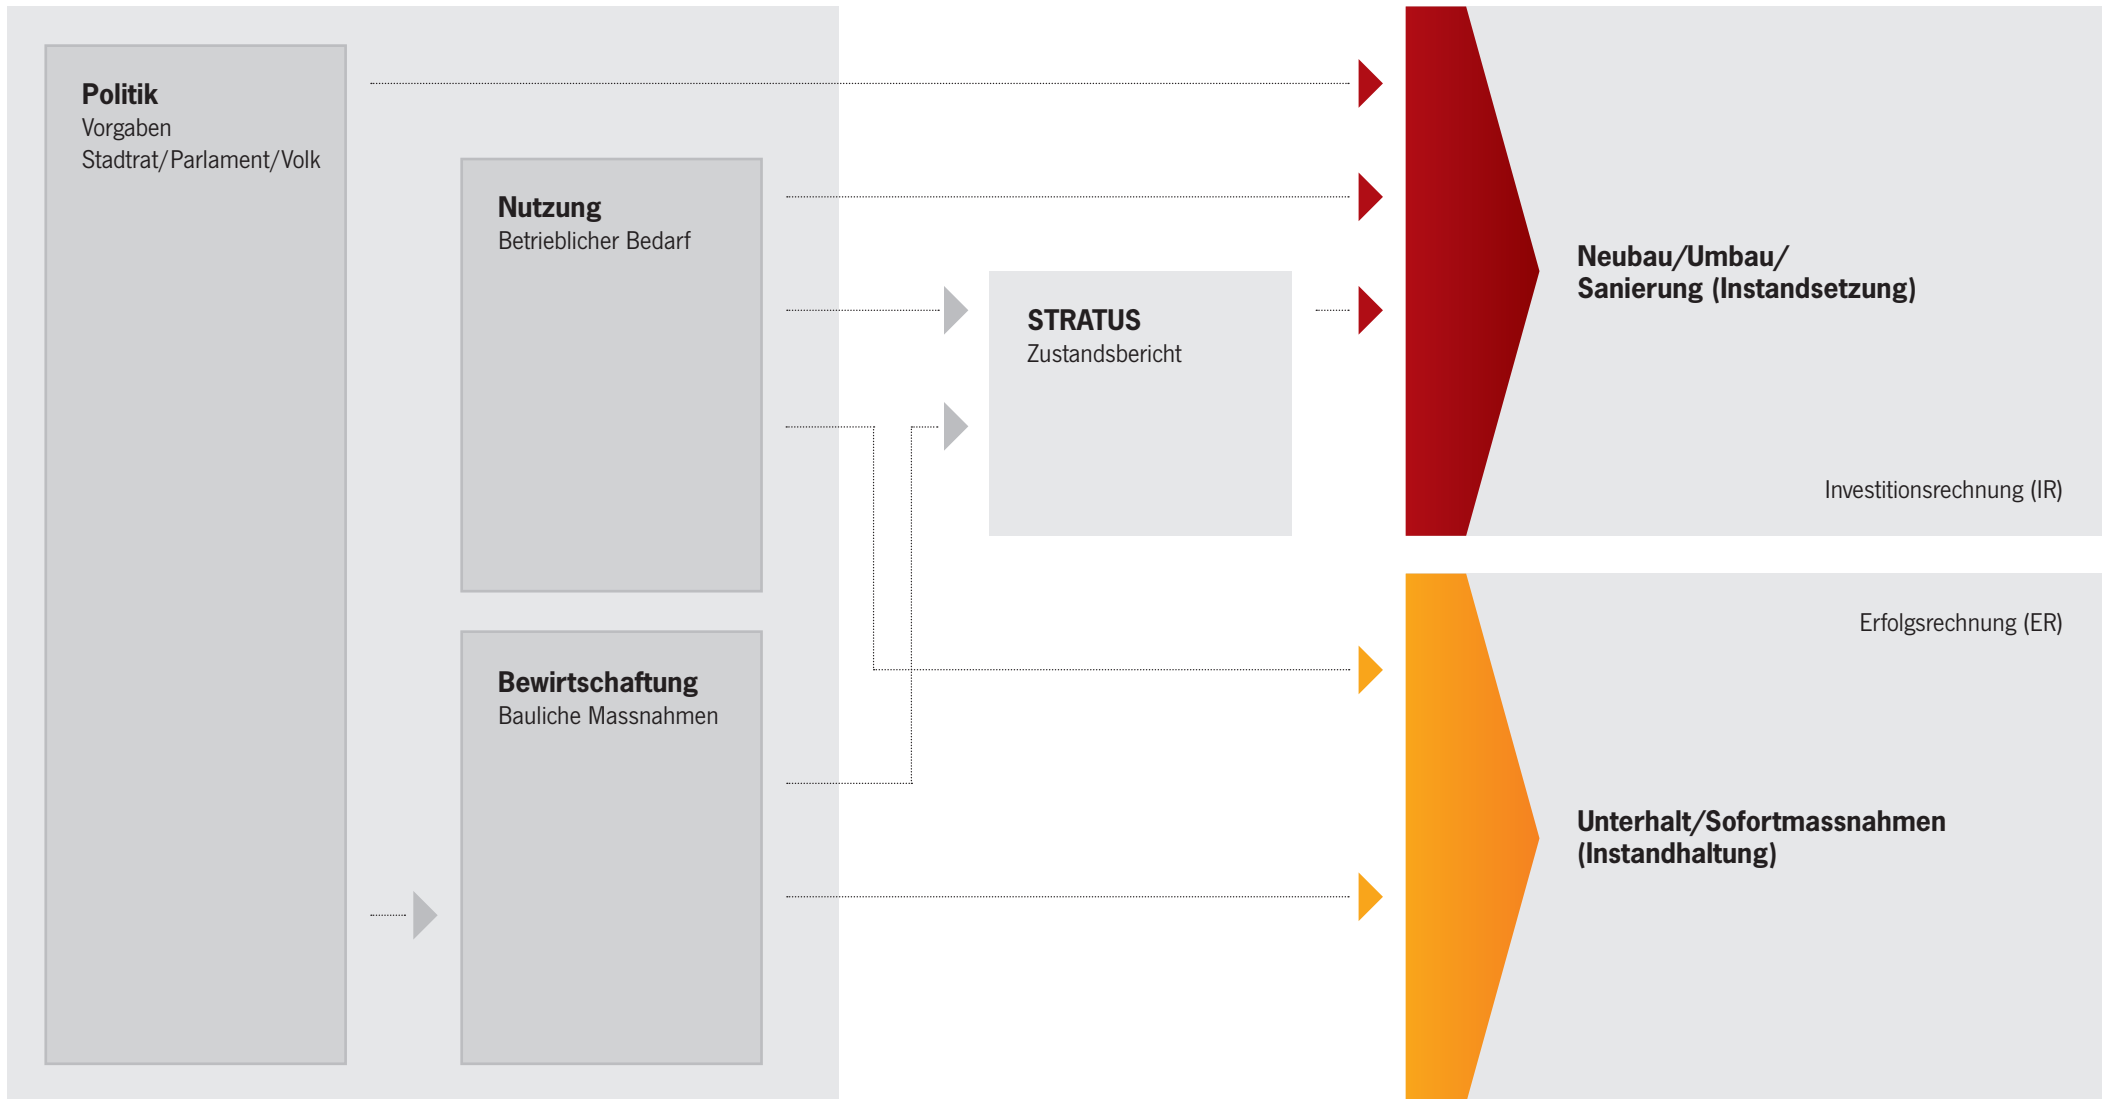 Politik
Vorgaben
Stadtrat/Parlament/Volk
Nutzung
Betrieblicher Bedarf
STRATUS
Zustandsbericht
Bewirtschaftung
Bauliche Massnahmen
Neubau/Umbau/
Sanierung (Instandsetzung)
Investitionsrechnung (IR)
Erfolgsrechnung (ER)
Unterhalt/Sofortmassnahmen
(Instandhaltung)